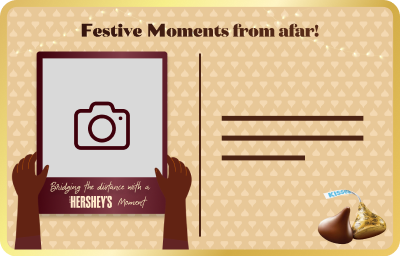 Festive Moments from afar!
Bridging the distance with a
HERSHEY'S Moment
KISSES